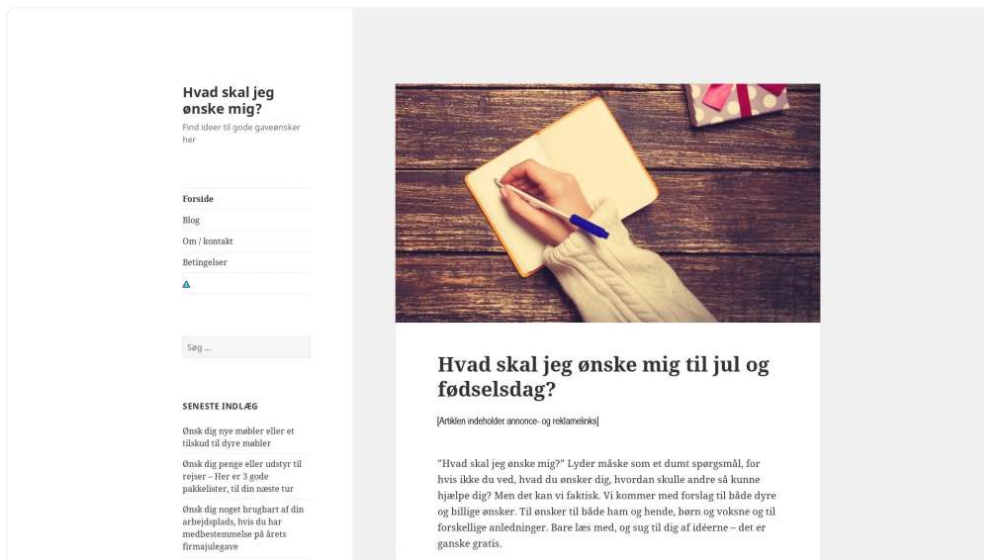 Hvad skal jeg
ønske mig?
Find ideer til gode gaveønsker
her
Forside
Blog
Om / kontakt
Betingelser
Søg ...
SENESTE INDLÆG
Ønsk dig nye møbler eller et
tilskud til dyre møbler
Ønsk dig penge eller udstyr til
rejser – Her er 3 gode
pakkelister, til din næste tur
Ønsk dig noget brugbart af din
arbejdsplads, hvis du har
medbestemmelse på årets
firmajulegave
Hvad skal jeg ønske mig til jul og
fødselsdag?
[Artiklen indeholder annonce- og reklamelinks]
"Hvad skal jeg ønske mig?" Lyder måske som et dumt spørgsmål, for
hvis ikke du ved, hvad du ønsker dig, hvordan skulle andre så kunne
hjælpe dig? Men det kan vi faktisk. Vi kommer med forslag til både dyre
og billige ønsker. Til ønsker til både ham og hende, børn og voksne og til
forskellige anledninger. Bare læs med, og sug til dig af idéerne – det er
ganske gratis.